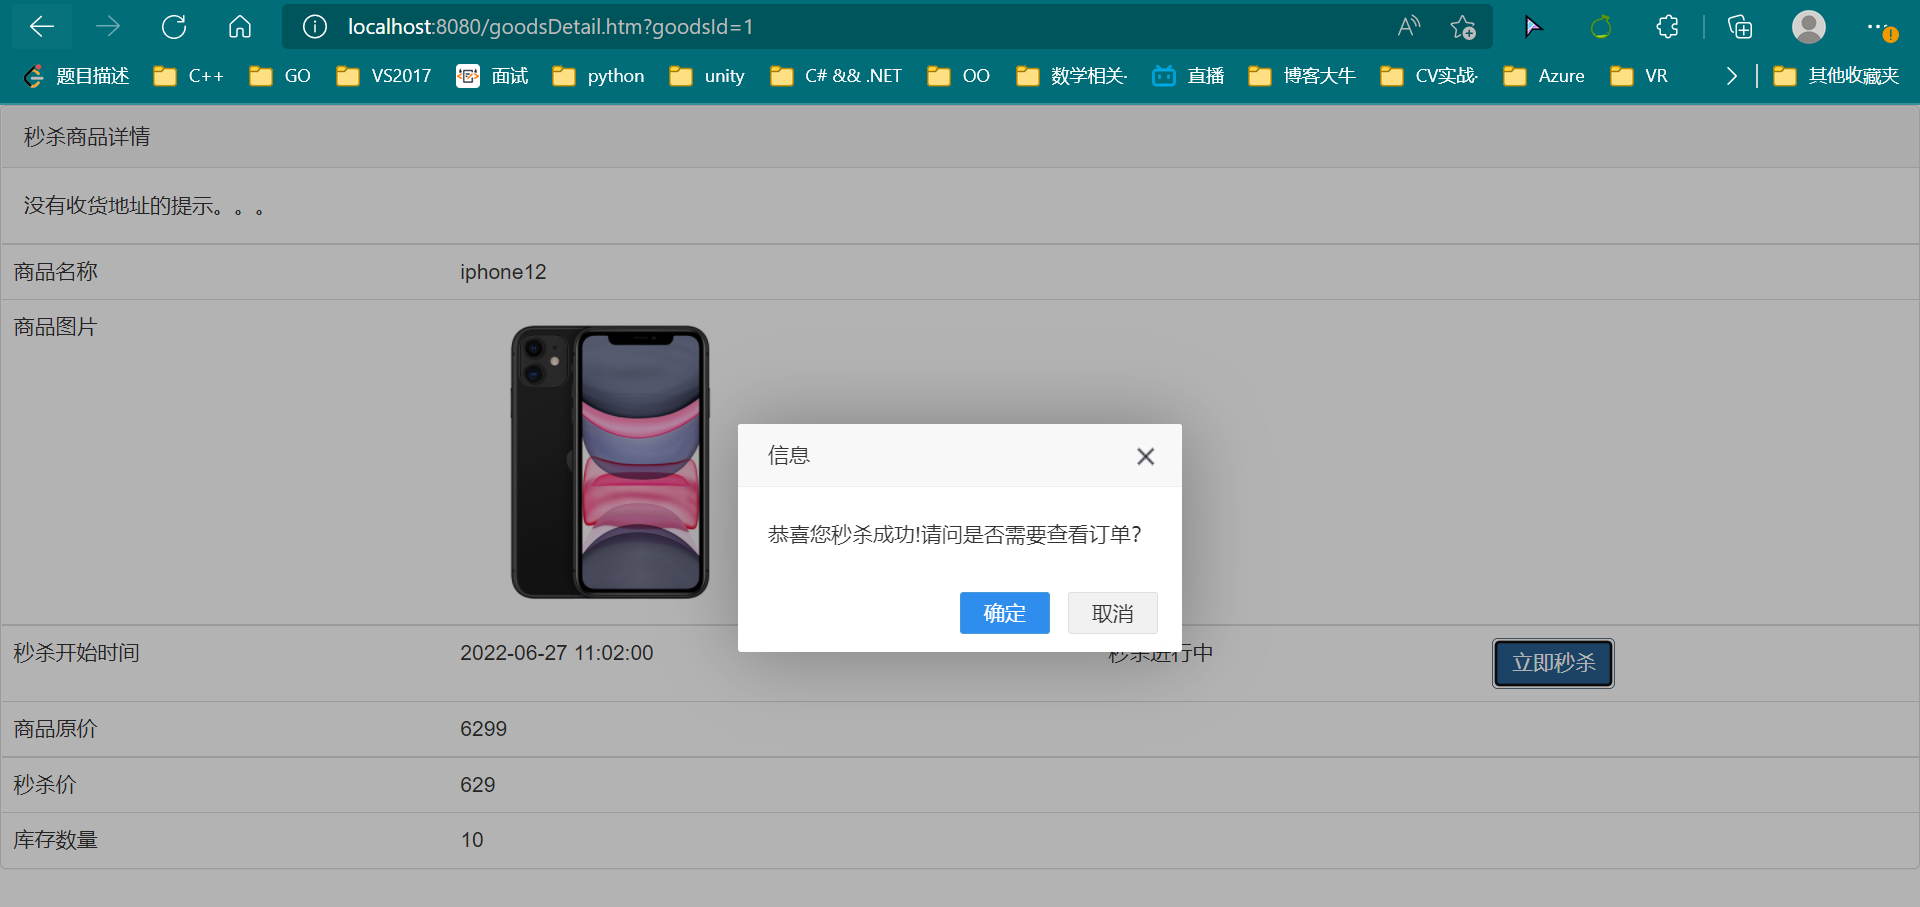 localhost:8080/goodsDetail.htm?goodsId=1
题目描述 C++ GO VS2017 面试 python unity C# && .NET OO 数学相关· 直播 博客大牛 CV实战· Azure VR 其他收藏夹
秒杀商品详情
没有收货地址的提示。。。
商品名称 iphone12
商品图片
信息
恭喜您秒杀成功!请问是否需要查看订单?
确定 取消
秒杀开始时间 2022-06-27 11:02:00 秒杀进行中 立即秒杀
商品原价 6299
秒杀价 629
库存数量 10